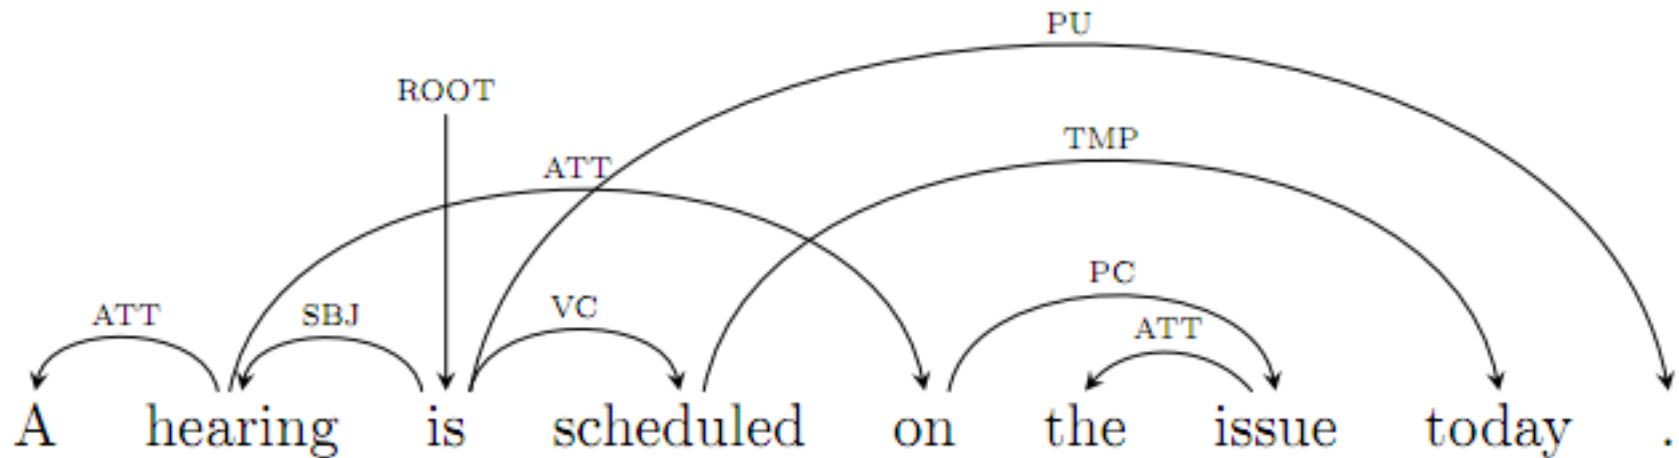 PU
ROOT
TMP
ATT
PC
ATT SBJ VC ATT
A hearing is scheduled on the issue today .